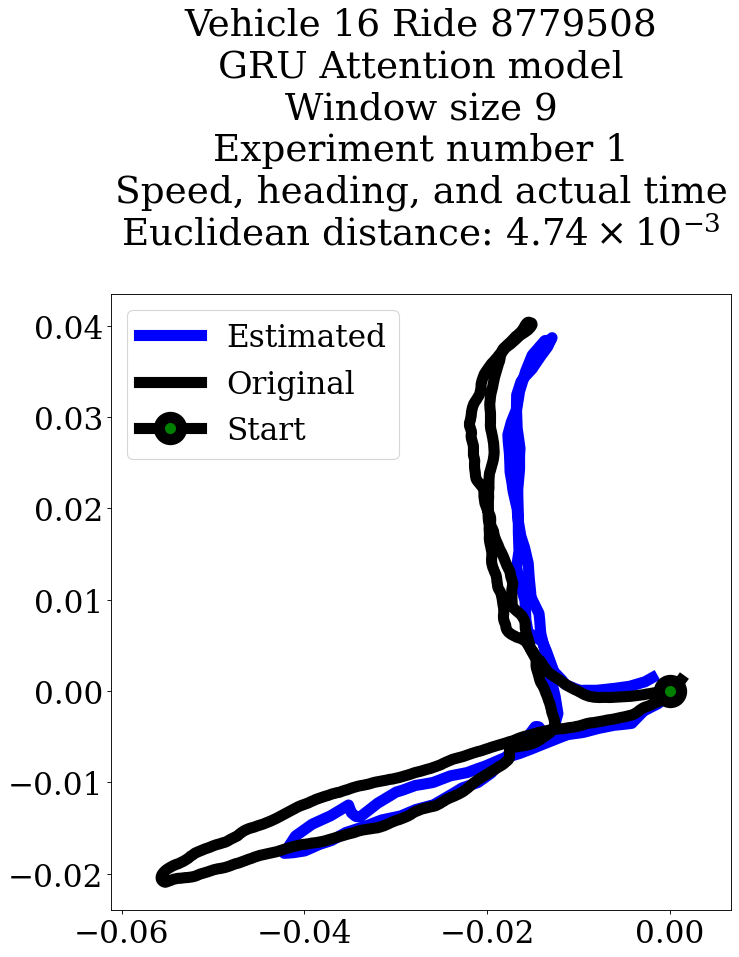 Vehicle 16 Ride 8779508
GRU Attention model
Window size 9
Experiment number 1
Speed, heading, and actual time
Euclidean distance: 4.74 × 10⁻³
Estimated
Original
Start
0.04
0.03
0.02
0.01
0.00
−0.01
−0.02
−0.06 −0.04 −0.02 0.00